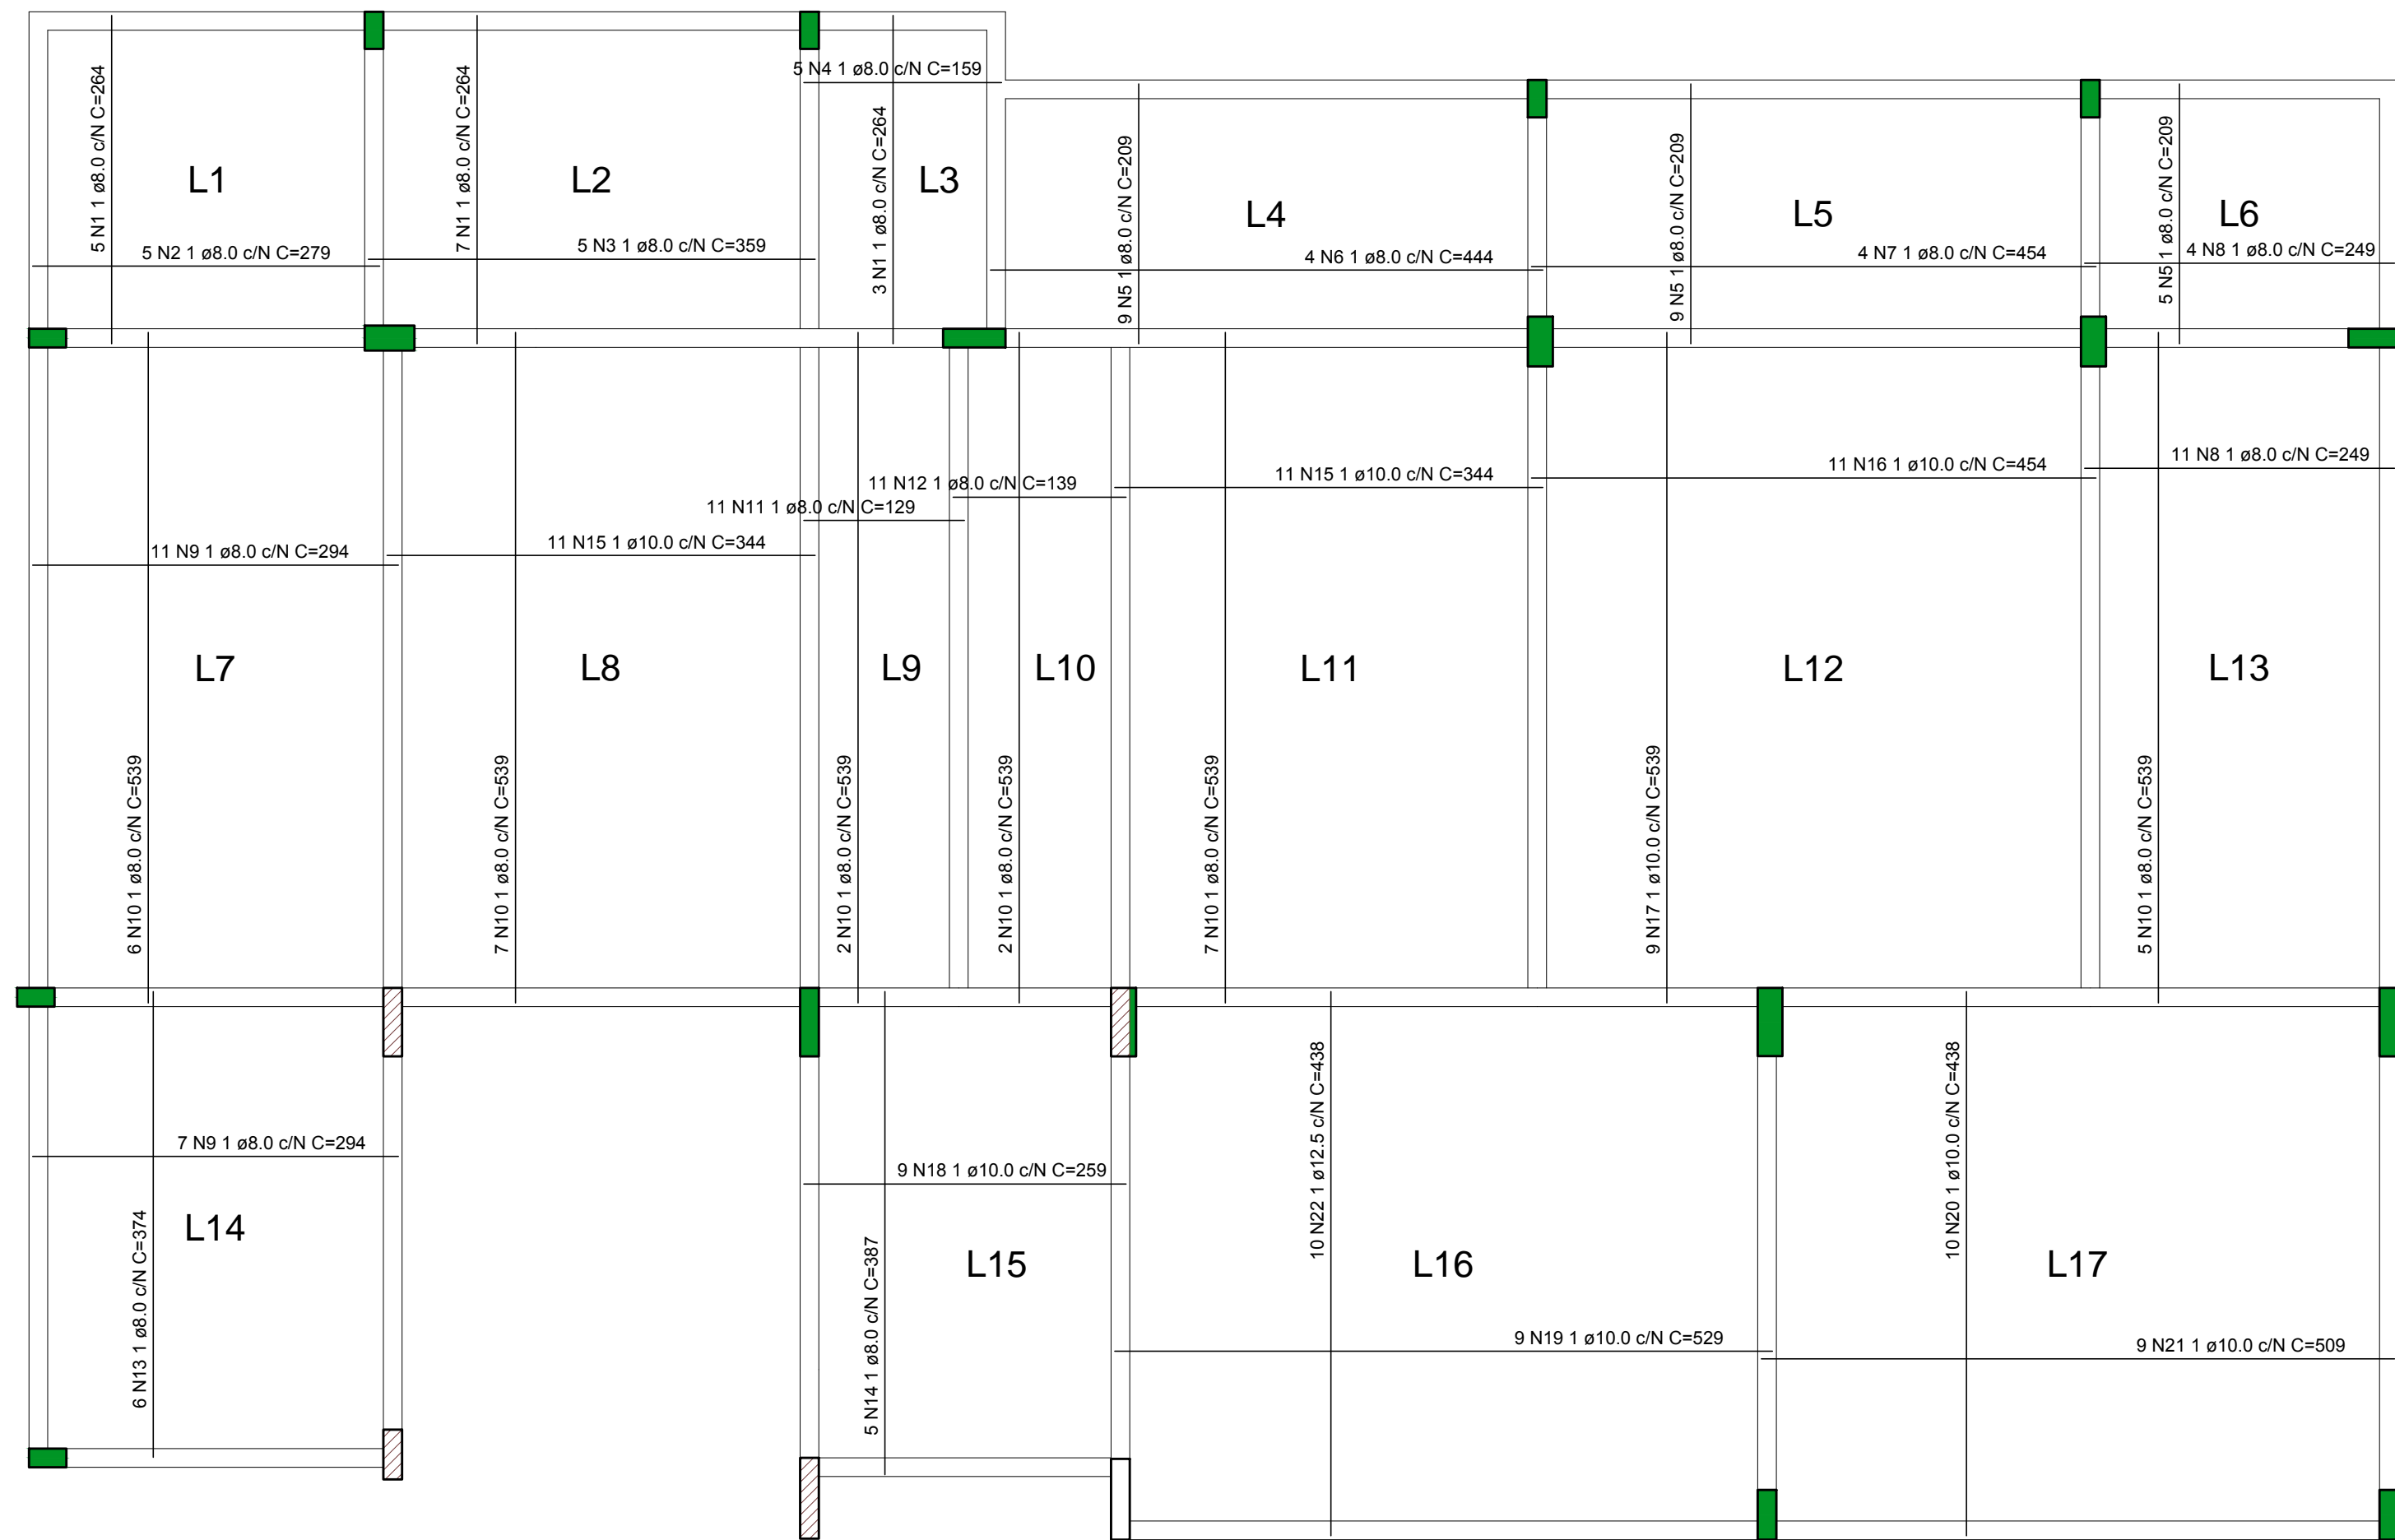 5 N4 1 ø8.0 c/N C=159
5 N1 1 ø8.0 c/N C=264
L1
5 N2 1 ø8.0 c/N C=279
7 N1 1 ø8.0 c/N C=264
L2
5 N3 1 ø8.0 c/N C=359
3 N1 1 ø8.0 c/N C=264
L3
9 N5 1 ø8.0 c/N C=209
L4
4 N6 1 ø8.0 c/N C=444
9 N5 1 ø8.0 c/N C=209
L5
4 N7 1 ø8.0 c/N C=454
5 N5 1 ø8.0 c/N C=209
L6
4 N8 1 ø8.0 c/N C=249
11 N9 1 ø8.0 c/N C=294
L7
6 N10 1 ø8.0 c/N C=539
11 N15 1 ø10.0 c/N C=344
L8
7 N10 1 ø8.0 c/N C=539
11 N11 1 ø8.0 c/N C=129
L9
2 N10 1 ø8.0 c/N C=539
11 N12 1 ø8.0 c/N C=139
L10
2 N10 1 ø8.0 c/N C=539
11 N15 1 ø10.0 c/N C=344
L11
7 N10 1 ø8.0 c/N C=539
11 N16 1 ø10.0 c/N C=454
L12
9 N17 1 ø10.0 c/N C=539
11 N8 1 ø8.0 c/N C=249
L13
5 N10 1 ø8.0 c/N C=539
7 N9 1 ø8.0 c/N C=294
L14
6 N13 1 ø8.0 c/N C=374
9 N18 1 ø10.0 c/N C=259
L15
5 N14 1 ø8.0 c/N C=387
10 N22 1 ø12.5 c/N C=438
L16
9 N19 1 ø10.0 c/N C=529
10 N20 1 ø10.0 c/N C=438
L17
9 N21 1 ø10.0 c/N C=509